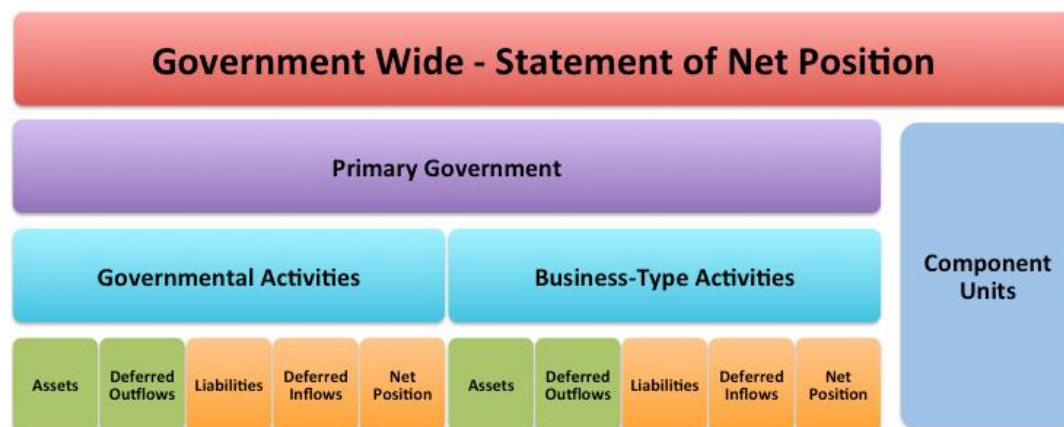 Government Wide - Statement of Net Position
Primary Government
Governmental Activities
Business-Type Activities
Component
Units
Assets
Deferred
Outflows
Liabilities
Deferred
Inflows
Net
Position
Assets
Deferred
Outflows
Liabilities
Deferred
Inflows
Net
Position